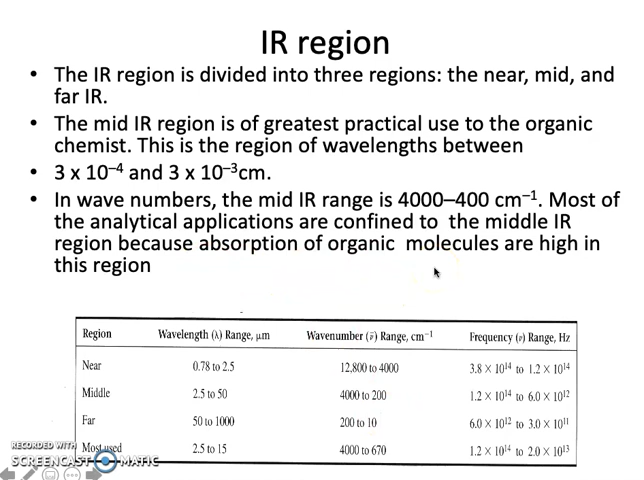 IR region
• The IR region is divided into three regions: the near, mid, and
far IR.
• The mid IR region is of greatest practical use to the organic
chemist. This is the region of wavelengths between
• 3 x 10⁻⁴ and 3 x 10⁻³cm.
• In wave numbers, the mid IR range is 4000–400 cm⁻¹. Most of
the analytical applications are confined to the middle IR
region because absorption of organic molecules are high in
this region
Region Wavelength (λ) Range, μm Wavenumber (ν̄) Range, cm⁻¹ Frequency (ν) Range, Hz
Near 0.78 to 2.5 12,800 to 4000 3.8 × 10¹⁴ to 1.2 × 10¹⁴
Middle 2.5 to 50 4000 to 200 1.2 × 10¹⁴ to 6.0 × 10¹²
Far 50 to 1000 200 to 10 6.0 × 10¹² to 3.0 × 10¹¹
Most used 2.5 to 15 4000 to 670 1.2 × 10¹⁴ to 2.0 × 10¹³
RECORDED WITH
SCREENCAST MATIC